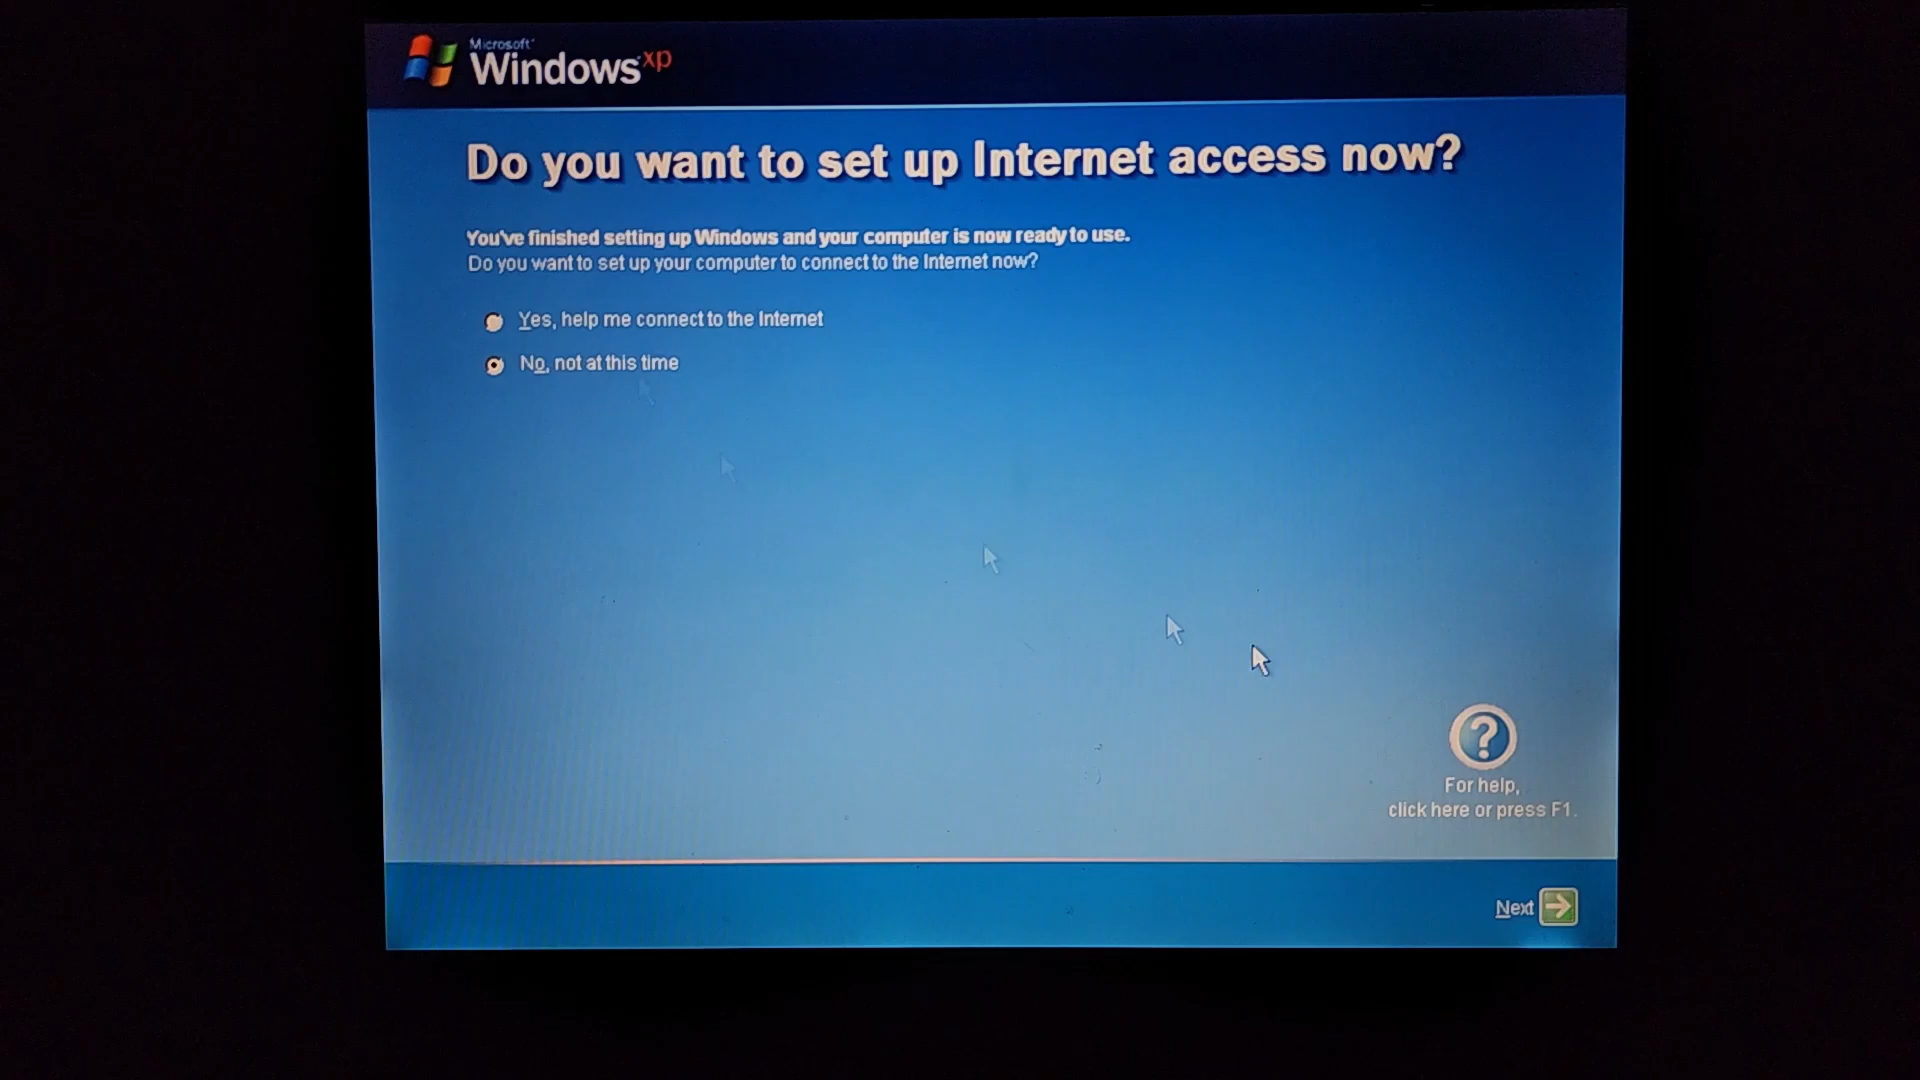 Microsoft
Windows xp
Do you want to set up Internet access now?
You've finished setting up Windows and your computer is now ready to use.
Do you want to set up your computer to connect to the Internet now?
Yes, help me connect to the Internet
No, not at this time
?
For help,
click here or press F1.
Next